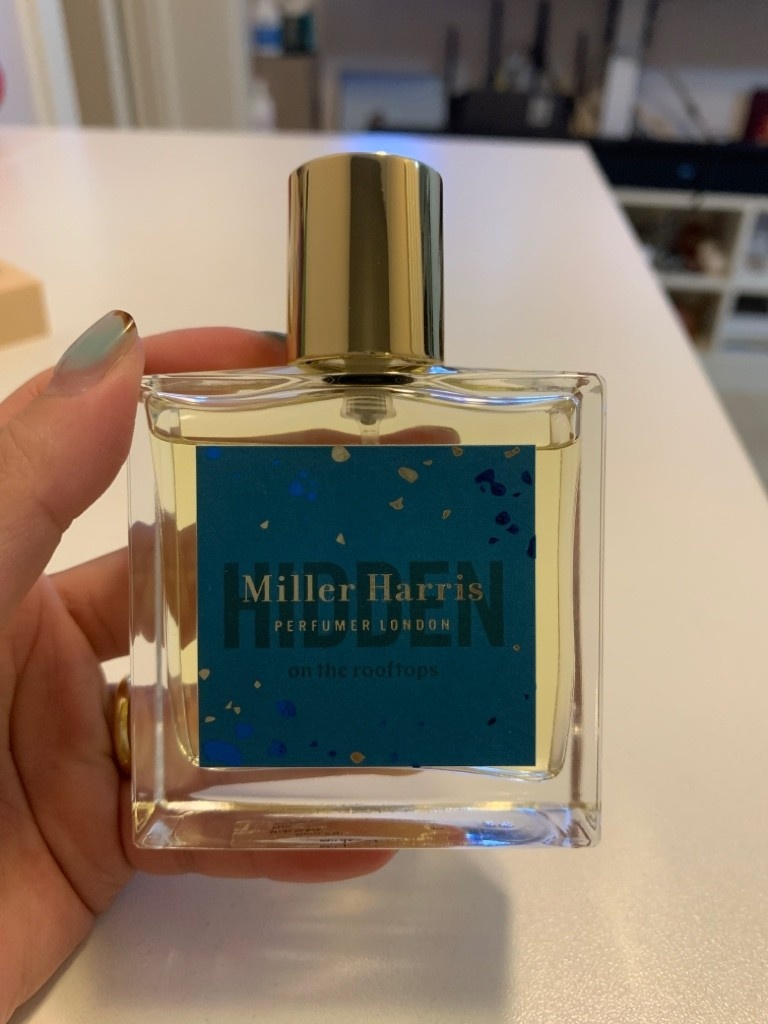 HIDDEN
Miller Harris
PERFUMER LONDON
on the rooftops